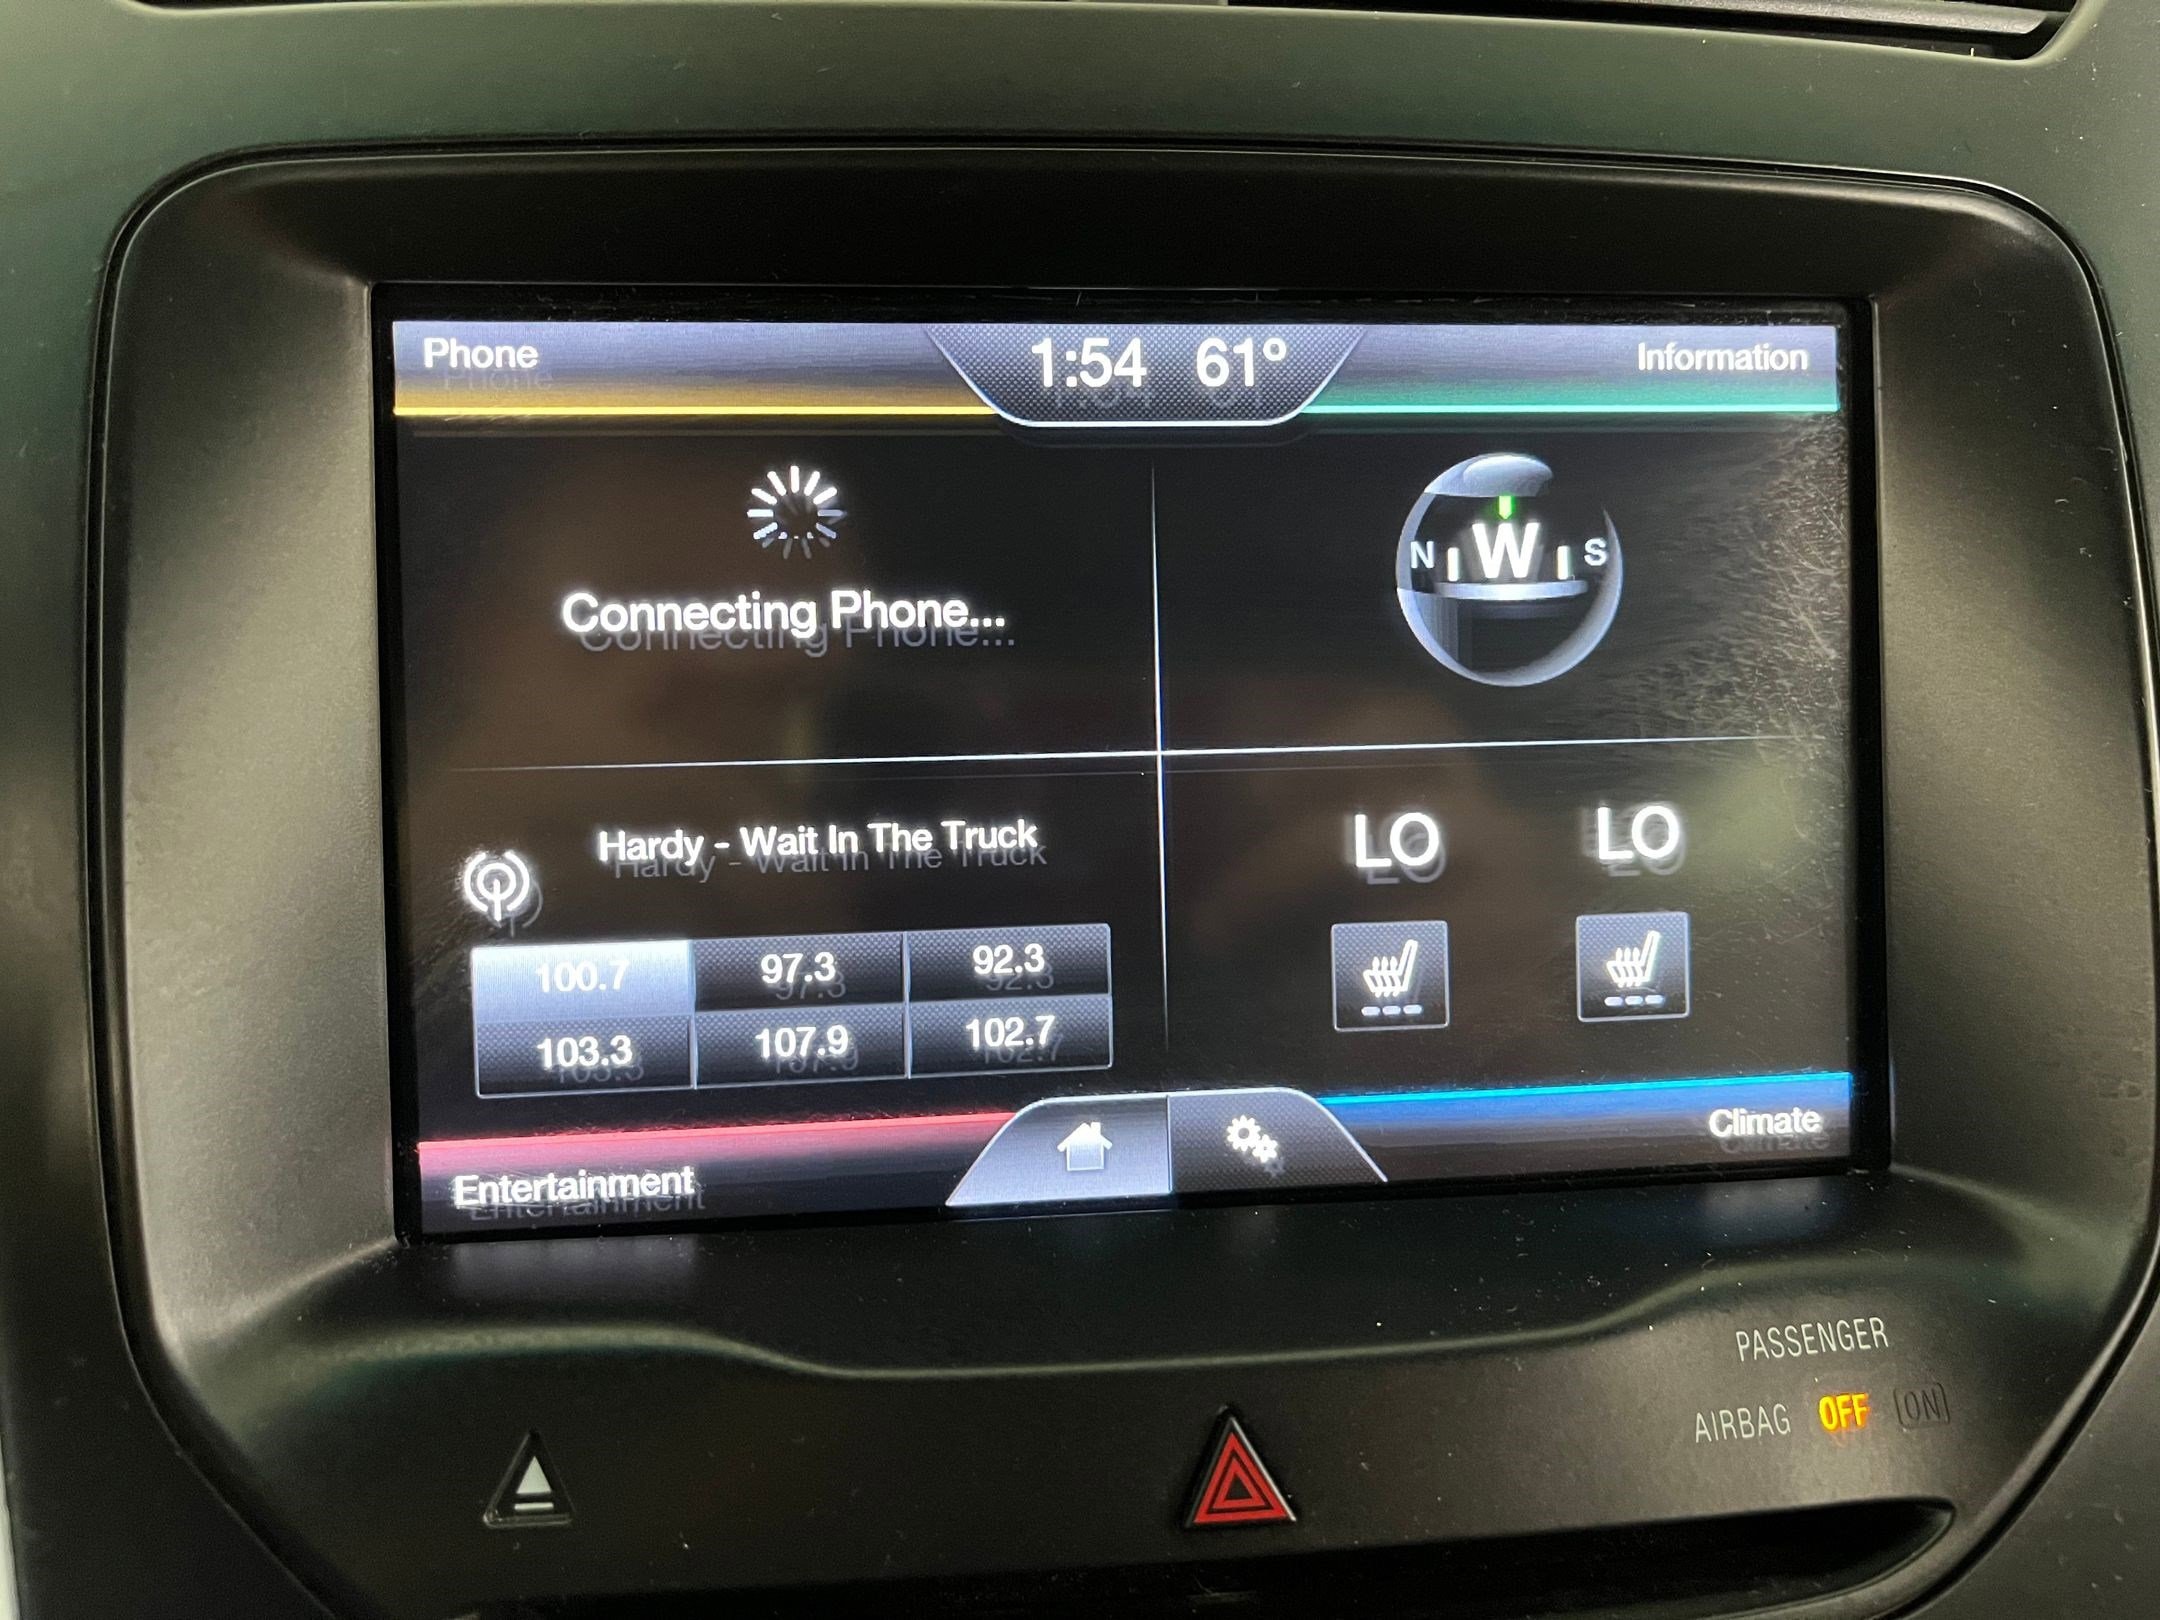 Phone
1:54 61°
Information
Connecting Phone...
N W S
Hardy - Wait In The Truck
100.7 97.3 92.3
103.3 107.9 102.7
LO LO
Entertainment
Climate
PASSENGER
AIRBAG OFF ON